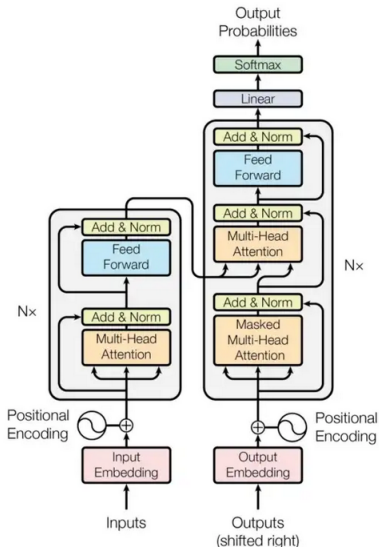 Output
Probabilities
Softmax
Linear
Add & Norm
Feed
Forward
Add & Norm
Multi-Head
Attention
Add & Norm
Masked
Multi-Head
Attention
N×
Add & Norm
Feed
Forward
Add & Norm
Multi-Head
Attention
N×
Positional
Encoding
Positional
Encoding
Input
Embedding
Output
Embedding
Inputs
Outputs
(shifted right)